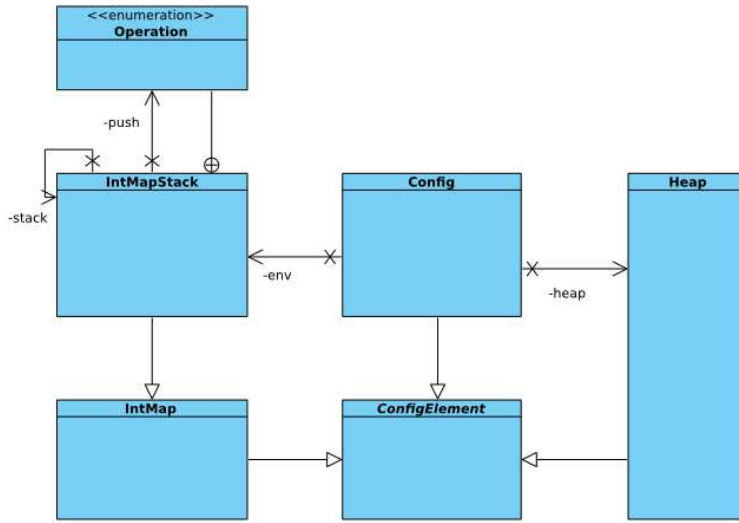 <<enumeration>>
Operation
-push
IntMapStack
Config
Heap
-stack
-env
-heap
IntMap
ConfigElement